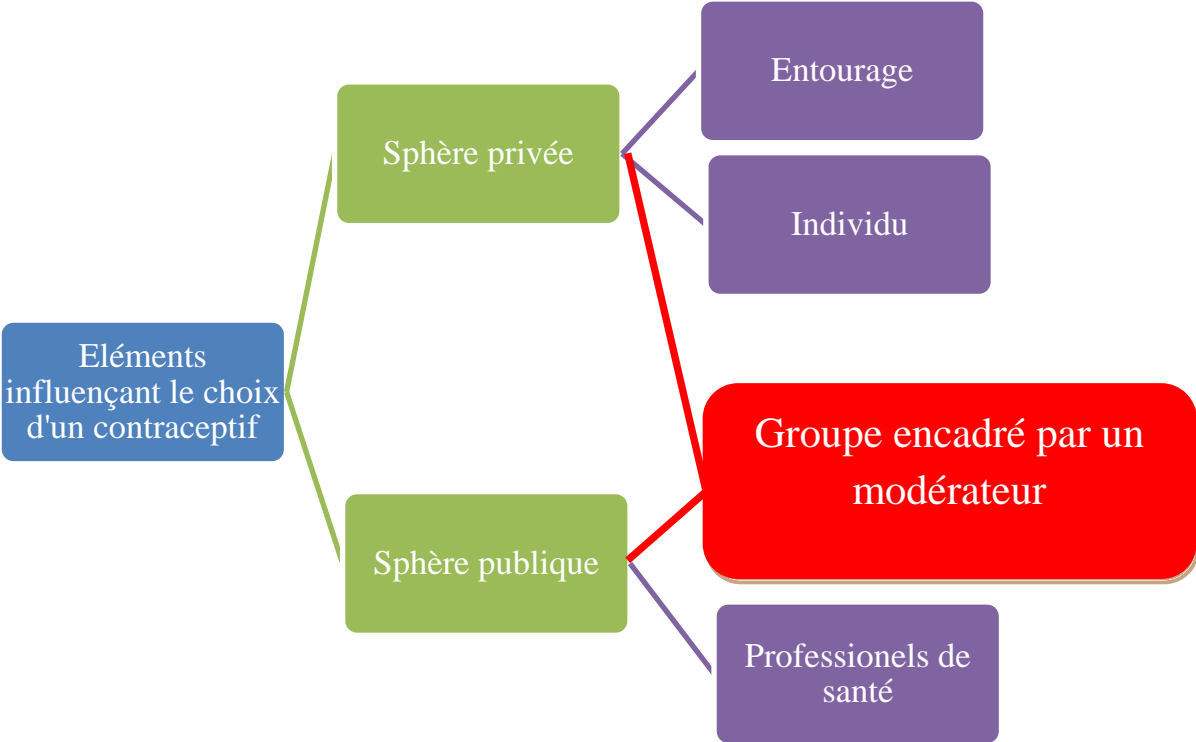 Entourage
Sphère privée
Individu
Eléments
influençant le choix
d'un contraceptif
Groupe encadré par un
modérateur
Sphère publique
Professionels de
santé